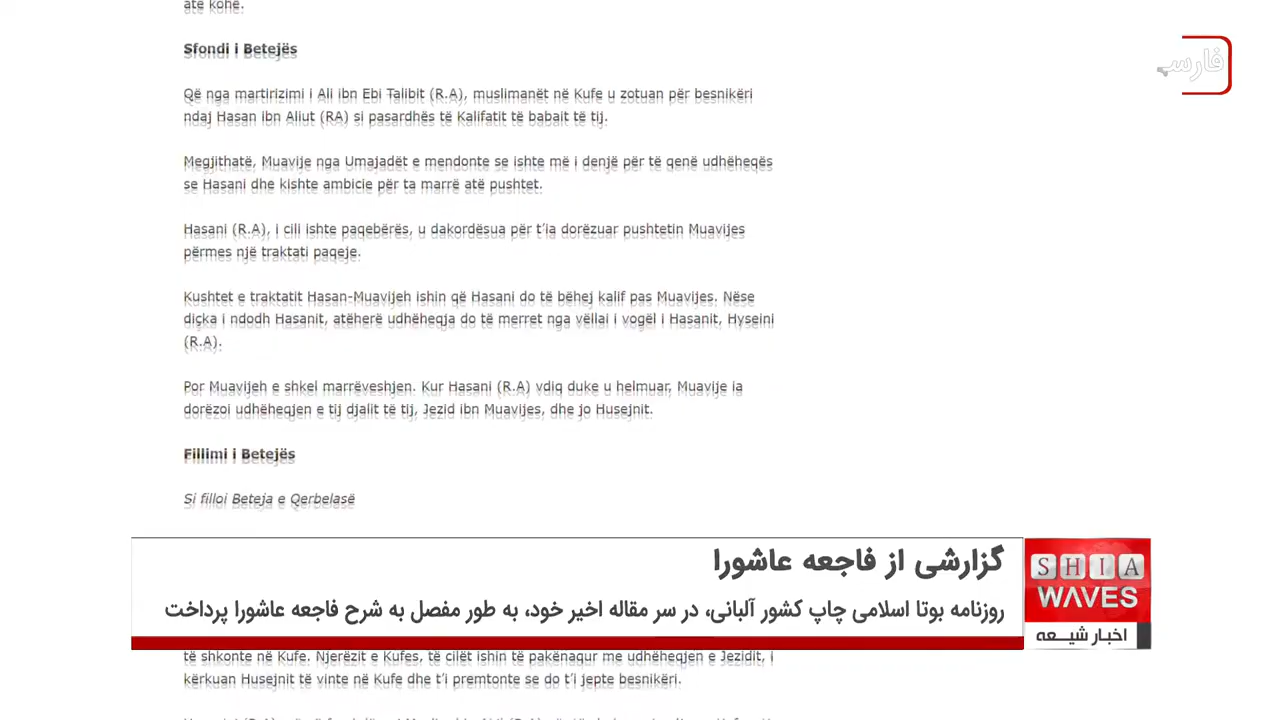 atë kohë.
Sfondi i Betejës
Që nga martirizimi i Ali ibn Ebi Talibit (R.A), muslimanët në Kufe u zotuan për besnikëri
ndaj Hasan ibn Aliut (RA) si pasardhës të Kalifatit të babait të tij.
Megjithatë, Muavije nga Umajadët e mendonte se ishte më i denjë për të qenë udhëheqës
se Hasani dhe kishte ambicie për ta marrë atë pushtet.
Hasani (R.A), i cili ishte paqebërës, u dakordësua për t’ia dorëzuar pushtetin Muavijes
përmes një traktati paqeje.
Kushtet e traktatit Hasan-Muavijeh ishin që Hasani do të bëhej kalif pas Muavijes. Nëse
diçka i ndodh Hasanit, atëherë udhëheqja do të merret nga vëllai i vogël i Hasanit, Hyseini
(R.A).
Por Muavijeh e shkel marrëveshjen. Kur Hasani (R.A) vdiq duke u helmuar, Muavije ia
dorëzoi udhëheqjen e tij djalit të tij, Jezid ibn Muavijes, dhe jo Husejnit.
Fillimi i Betejës
Si filloi Beteja e Qerbelasë
فارسی
گزارشی از فاجعه عاشورا
روزنامه بوتا اسلامی چاپ کشور آلبانی، در سر مقاله اخیر خود، به طور مفصل به شرح فاجعه عاشورا پرداخت
SHIA
WAVES
اخبار شیعه
të shkonte në Kufe. Njerëzit e Kufes, të cilët ishin të pakënaqur me udhëheqjen e Jezidit, i
kërkuan Husejnit të vinte në Kufe dhe t’i premtonte se do t’i jepte besnikëri.